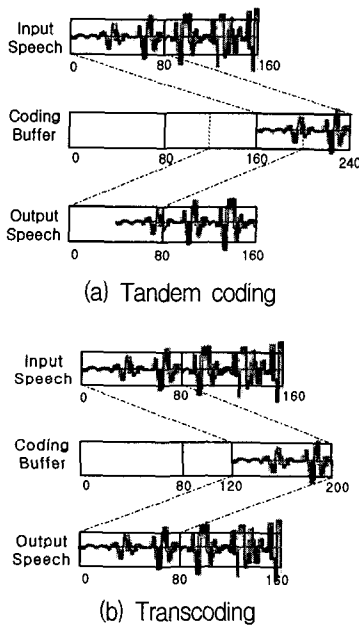 Input
Speech
0 80 160
Coding
Buffer
0 80 160 240
Output
Speech
0 80 160
(a) Tandem coding
Input
Speech
0 80 160
Coding
Buffer
0 80 120 200
Output
Speech
0 80 160
(b) Transcoding